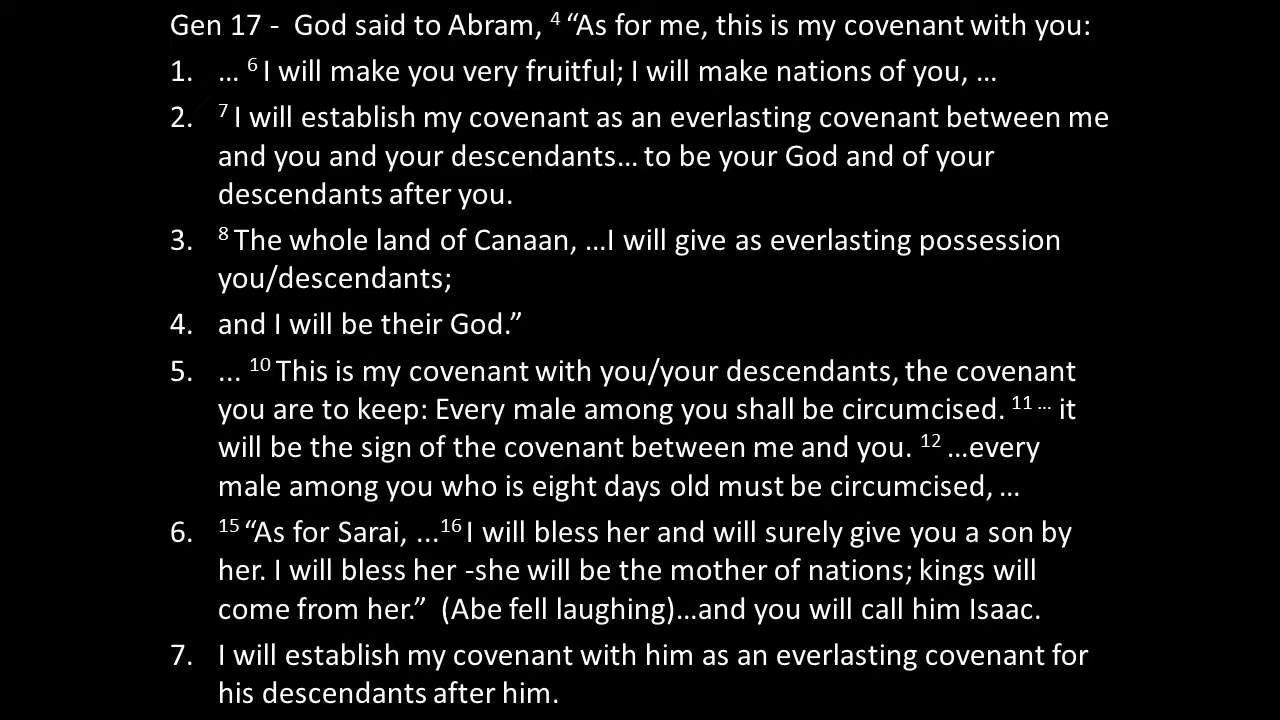 Gen 17 -  God said to Abram, ⁴ “As for me, this is my covenant with you:
1. … ⁶ I will make you very fruitful; I will make nations of you, …
2. ⁷ I will establish my covenant as an everlasting covenant between me
and you and your descendants… to be your God and of your
descendants after you.
3. ⁸ The whole land of Canaan, …I will give as everlasting possession
you/descendants;
4. and I will be their God.”
5. ... ¹⁰ This is my covenant with you/your descendants, the covenant
you are to keep: Every male among you shall be circumcised. ¹¹ … it
will be the sign of the covenant between me and you. ¹² …every
male among you who is eight days old must be circumcised, …
6. ¹⁵ “As for Sarai, ...¹⁶ I will bless her and will surely give you a son by
her. I will bless her -she will be the mother of nations; kings will
come from her.”  (Abe fell laughing)…and you will call him Isaac.
7. I will establish my covenant with him as an everlasting covenant for
his descendants after him.